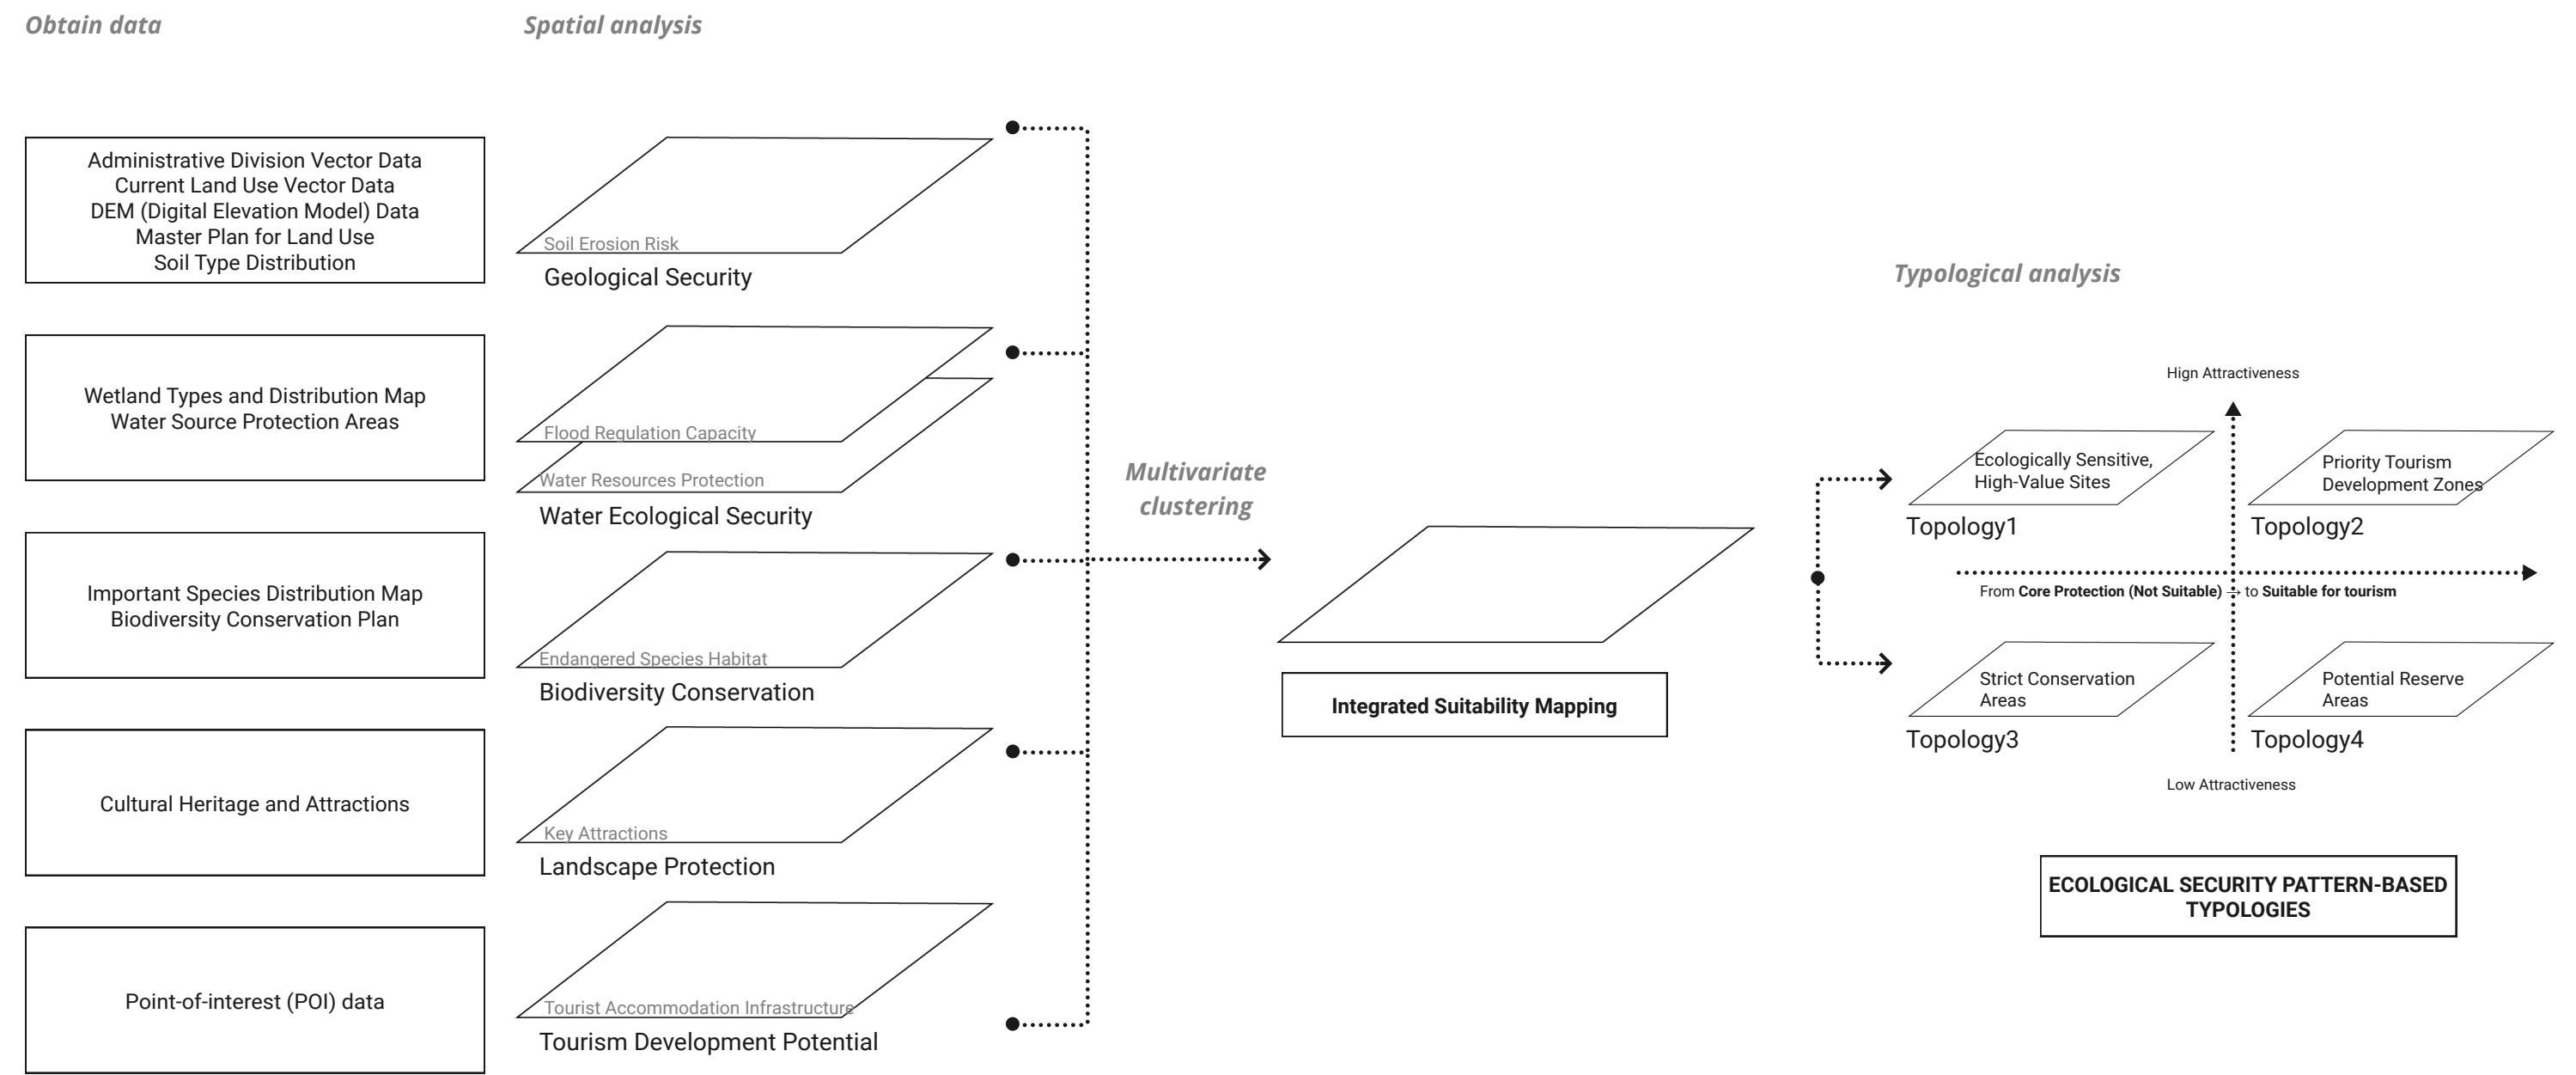 Obtain data
Spatial analysis
Administrative Division Vector Data
Current Land Use Vector Data
DEM (Digital Elevation Model) Data
Master Plan for Land Use
Soil Type Distribution
Soil Erosion Risk
Geological Security
Wetland Types and Distribution Map
Water Source Protection Areas
Flood Regulation Capacity
Water Resources Protection
Water Ecological Security
Important Species Distribution Map
Biodiversity Conservation Plan
Endangered Species Habitat
Biodiversity Conservation
Cultural Heritage and Attractions
Key Attractions
Landscape Protection
Point-of-interest (POI) data
Tourist Accommodation Infrastructure
Tourism Development Potential
Multivariate
clustering
Integrated Suitability Mapping
Typological analysis
Hign Attractiveness
Ecologically Sensitive,
High-Value Sites
Topology1
Priority Tourism
Development Zones
Topology2
From Core Protection (Not Suitable) → to Suitable for tourism
Strict Conservation
Areas
Topology3
Potential Reserve
Areas
Topology4
Low Attractiveness
ECOLOGICAL SECURITY PATTERN-BASED
TYPOLOGIES